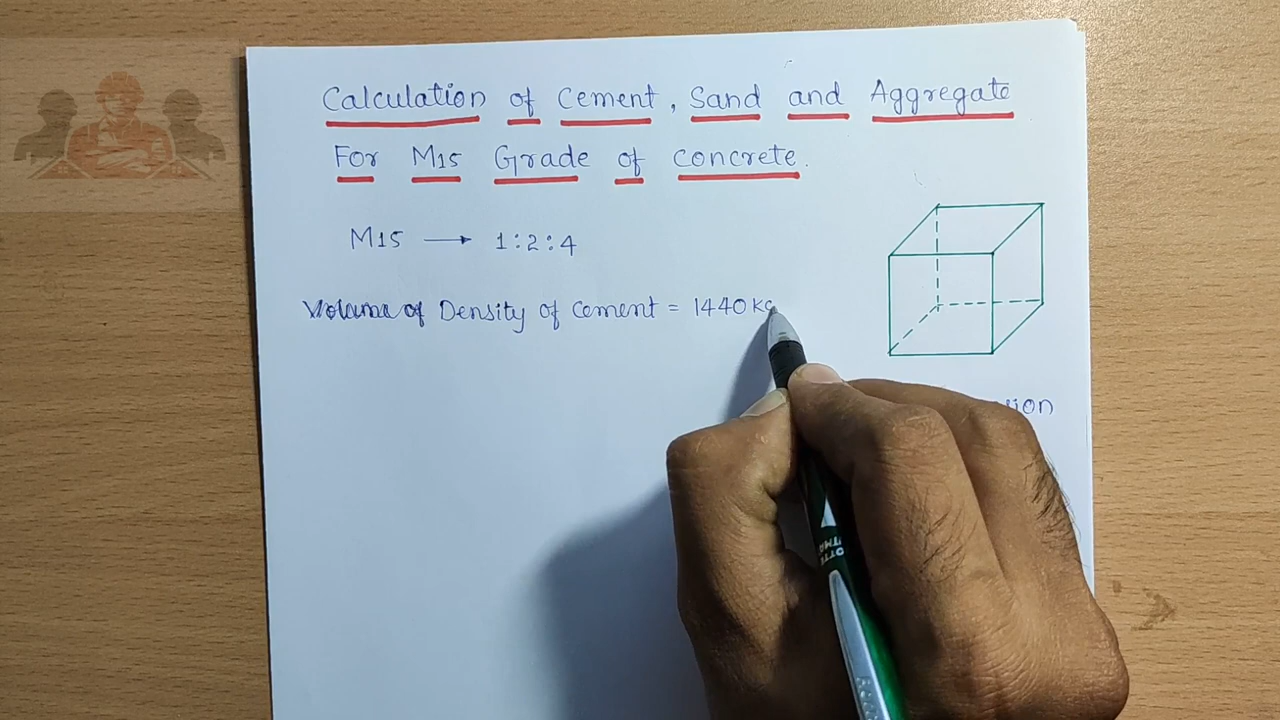 Calculation of Cement, Sand and Aggregate
For M15 Grade of concrete.
M15 → 1:2:4
Volume of Density of cement = 1440 kg